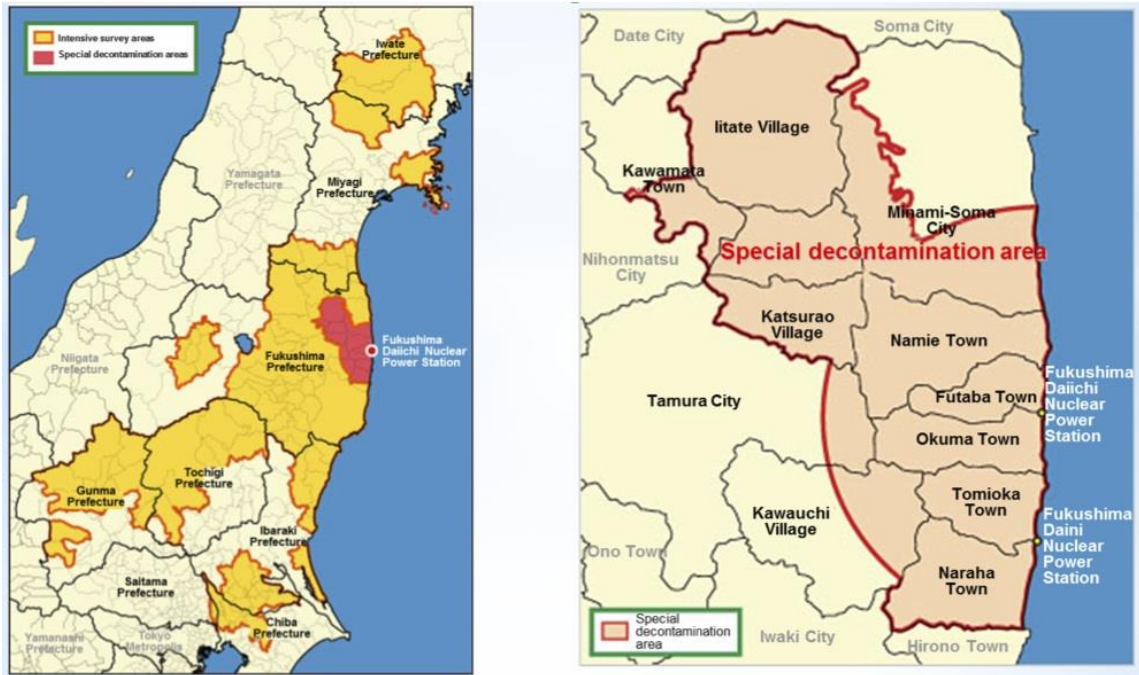 Intensive survey areas
Special decontamination areas
Iwate
Prefecture
Yamagata
Prefecture
Miyagi
Prefecture
Niigata
Prefecture
Fukushima
Prefecture
Fukushima
Daiichi Nuclear
Power Station
Gunma
Prefecture
Tochigi
Prefecture
Ibaraki
Prefecture
Saitama
Prefecture
Chiba
Prefecture
Yamanashi
Prefecture
Tokyo
Metropolis
Date City
Soma City
Iitate Village
Kawamata
Town
Minami-Soma
City
Special decontamination area
Nihonmatsu
City
Katsurao
Village
Namie Town
Tamura City
Futaba Town
Fukushima
Daiichi
Nuclear
Power
Station
Okuma Town
Tomioka
Town
Kawauchi
Village
Fukushima
Daini
Nuclear
Power
Station
Ono Town
Naraha
Town
Special
decontamination
area
Iwaki City
Hirono Town